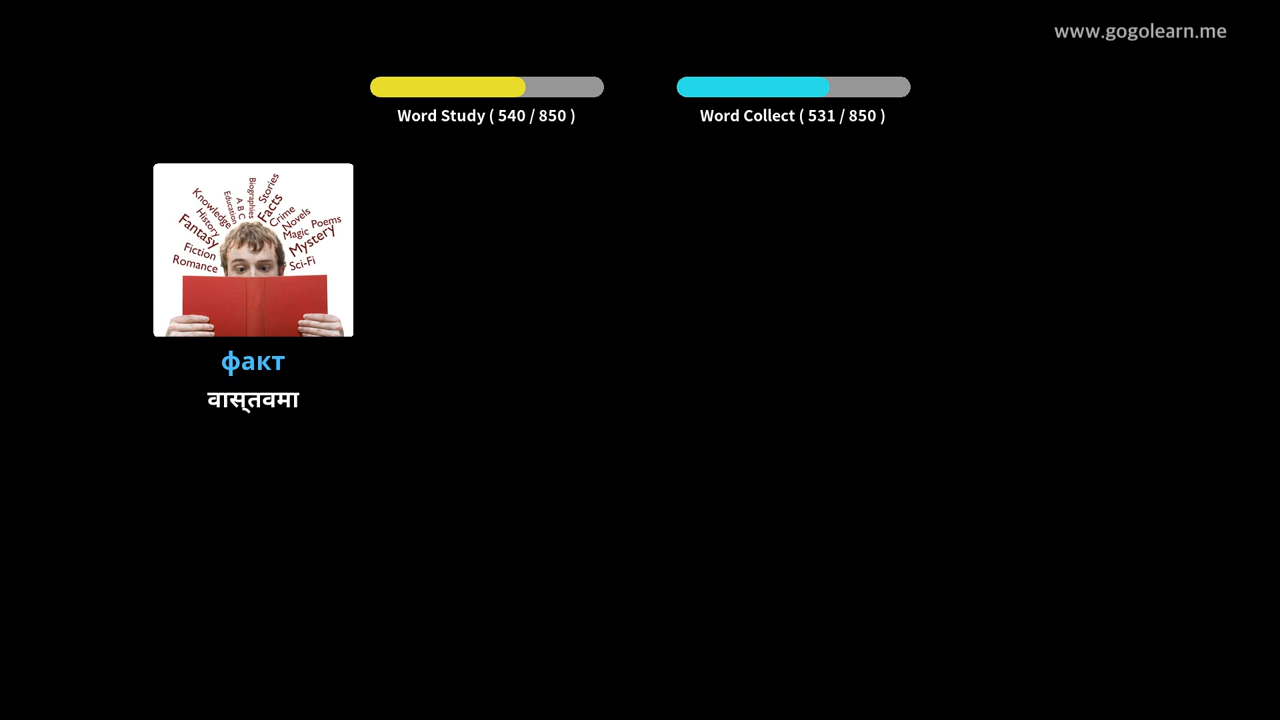 www.gogolearn.me
Word Study ( 540 / 850 )
Word Collect ( 531 / 850 )
Knowledge
History
Fantasy
Fiction
Romance
Education
A B C
Biographies
Stories
Facts
Crime
Novels
Magic
Poems
Mystery
Sci-Fi
факт
वास्तवमा